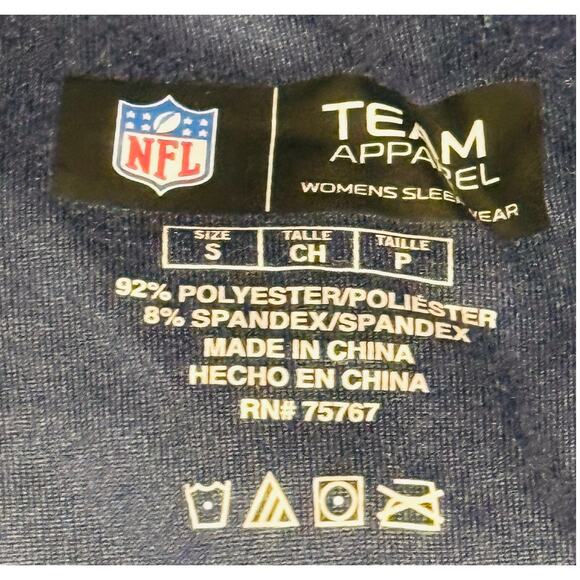 NFL
TEAM
APPAREL
WOMENS SLEEPWEAR
SIZE TALLE TAILLE
S CH P
92% POLYESTER/POLIÉSTER
8% SPANDEX/SPANDEX
MADE IN CHINA
HECHO EN CHINA
RN# 75767